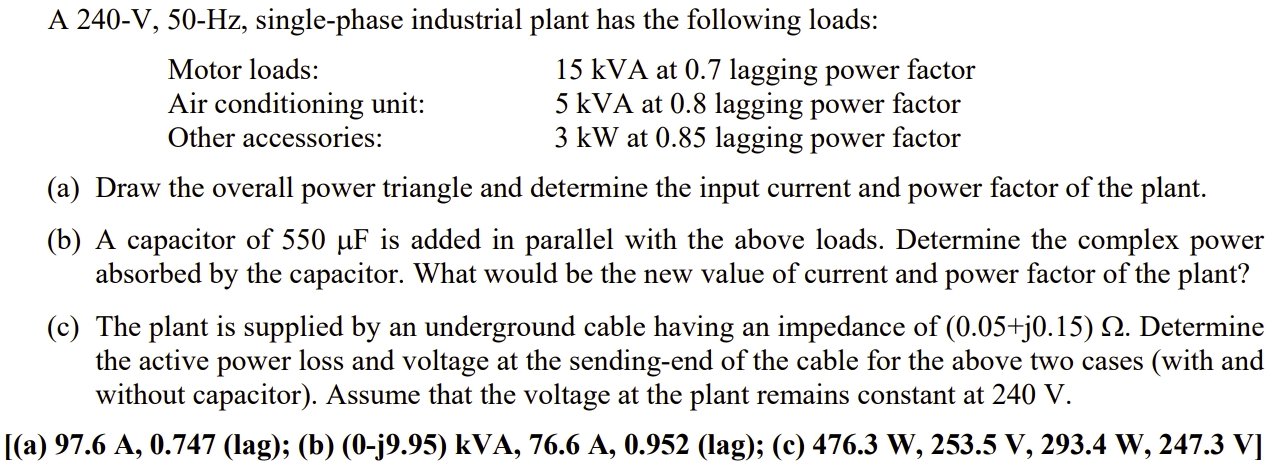 A 240-V, 50-Hz, single-phase industrial plant has the following loads:
Motor loads: 15 kVA at 0.7 lagging power factor
Air conditioning unit: 5 kVA at 0.8 lagging power factor
Other accessories: 3 kW at 0.85 lagging power factor
(a) Draw the overall power triangle and determine the input current and power factor of the plant.
(b) A capacitor of 550 μF is added in parallel with the above loads. Determine the complex power
absorbed by the capacitor. What would be the new value of current and power factor of the plant?
(c) The plant is supplied by an underground cable having an impedance of (0.05+j0.15) Ω. Determine
the active power loss and voltage at the sending-end of the cable for the above two cases (with and
without capacitor). Assume that the voltage at the plant remains constant at 240 V.
[(a) 97.6 A, 0.747 (lag); (b) (0-j9.95) kVA, 76.6 A, 0.952 (lag); (c) 476.3 W, 253.5 V, 293.4 W, 247.3 V]